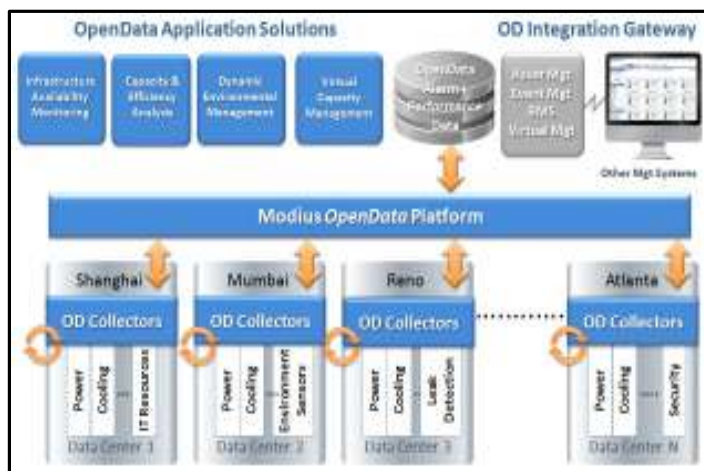 OpenData Application Solutions
OD Integration Gateway
Infrastructure
Availability
Monitoring
Capacity &
Efficiency
Analysis
Dynamic
Environmental
Management
Virtual
Capacity
Management
OpenData
Alarm+
Performance
Data
Asset Mgt
Event Mgt
BMS
Virtual Mgt
Other Mgt Systems
Modius OpenData Platform
Shanghai
OD Collectors
Power
Cooling
IT Resources
Data Center 1
Mumbai
OD Collectors
Power
Cooling
Environment
Sensors
Data Center 2
Reno
OD Collectors
Power
Cooling
Leak
Detection
Data Center 3
Atlanta
OD Collectors
Power
Cooling
Security
Data Center N